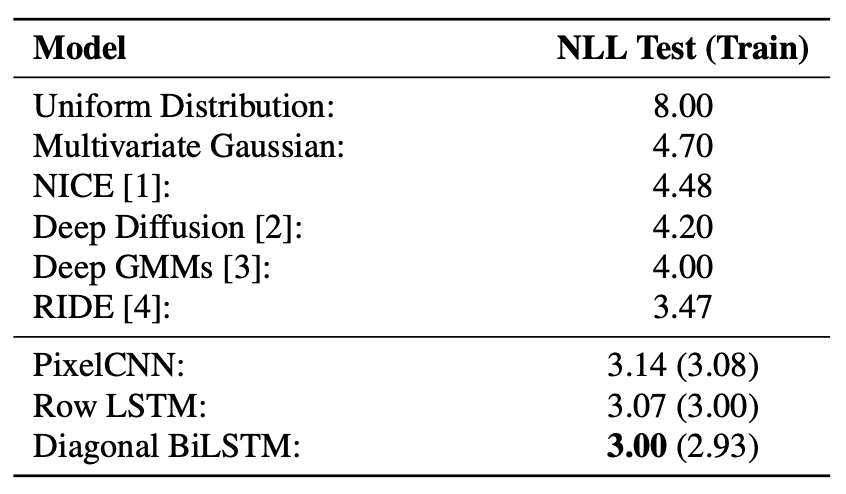 Model NLL Test (Train)
Uniform Distribution: 8.00
Multivariate Gaussian: 4.70
NICE [1]: 4.48
Deep Diffusion [2]: 4.20
Deep GMMs [3]: 4.00
RIDE [4]: 3.47
PixelCNN: 3.14 (3.08)
Row LSTM: 3.07 (3.00)
Diagonal BiLSTM: 3.00 (2.93)